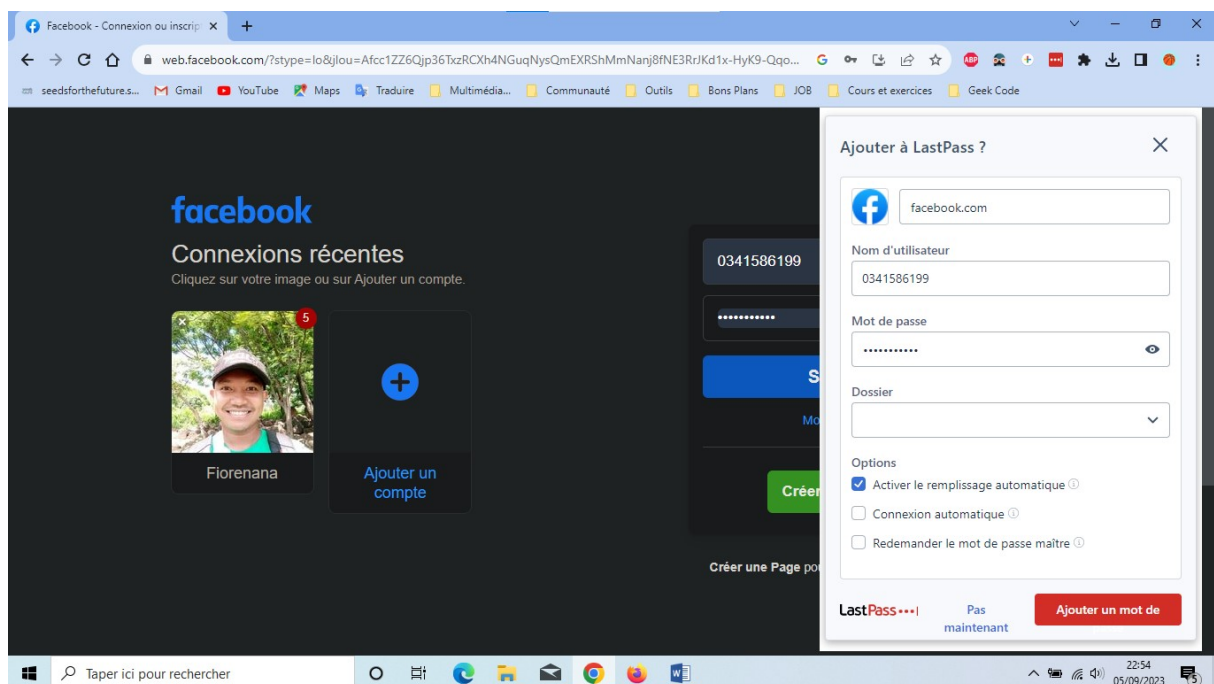 Facebook - Connexion ou inscrip
web.facebook.com/?stype=lo&jlou=Afcc1ZZ6Qjp36TxzRCXh4NGuqNysQmEXRShMmNanj8fNE3RrJKd1x-HyK9-Qqo...
seedsforthefuture.s... Gmail YouTube Maps Traduire Multimédia... Communauté Outils Bons Plans JOB Cours et exercices Geek Code
facebook
Connexions récentes
Cliquez sur votre image ou sur Ajouter un compte.
5
Fiorenana
Ajouter un
compte
0341586199
•••••••••••
S
Mo
Créer
Créer une Page pou
Ajouter à LastPass ?
facebook.com
Nom d'utilisateur
0341586199
Mot de passe
•••••••••••
Dossier
Options
Activer le remplissage automatique
Connexion automatique
Redemander le mot de passe maître
LastPass
Pas
maintenant
Ajouter un mot de
Taper ici pour rechercher
22:54
05/09/2023
5